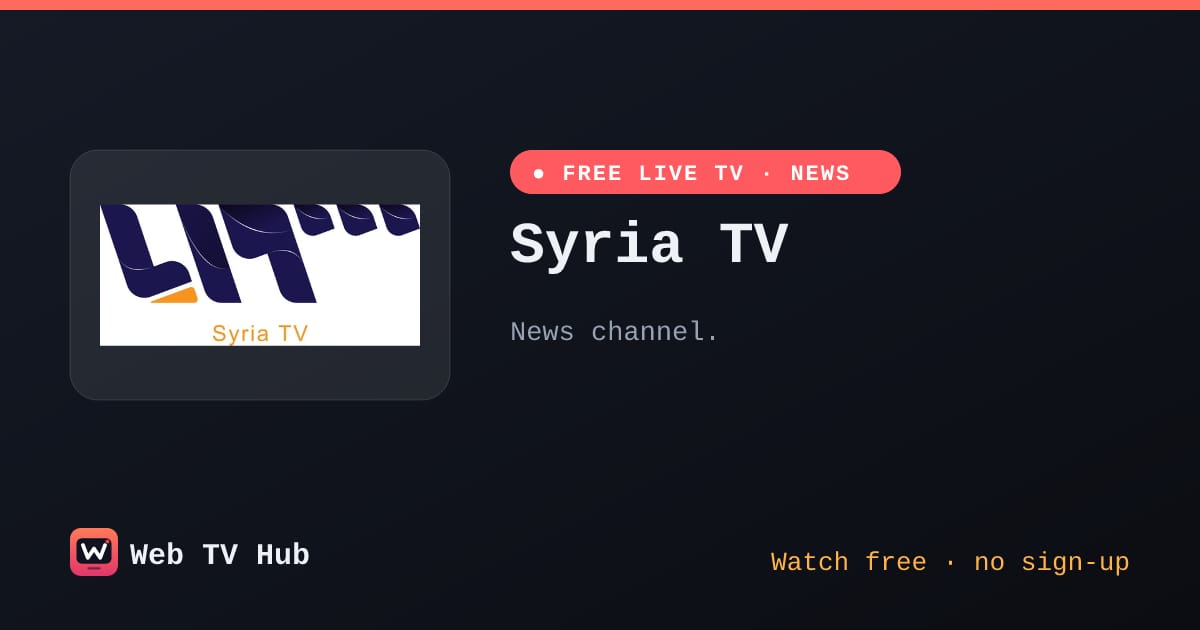 FREE LIVE TV · NEWS
Syria TV
News channel.
Syria TV
Web TV Hub
Watch free · no sign-up